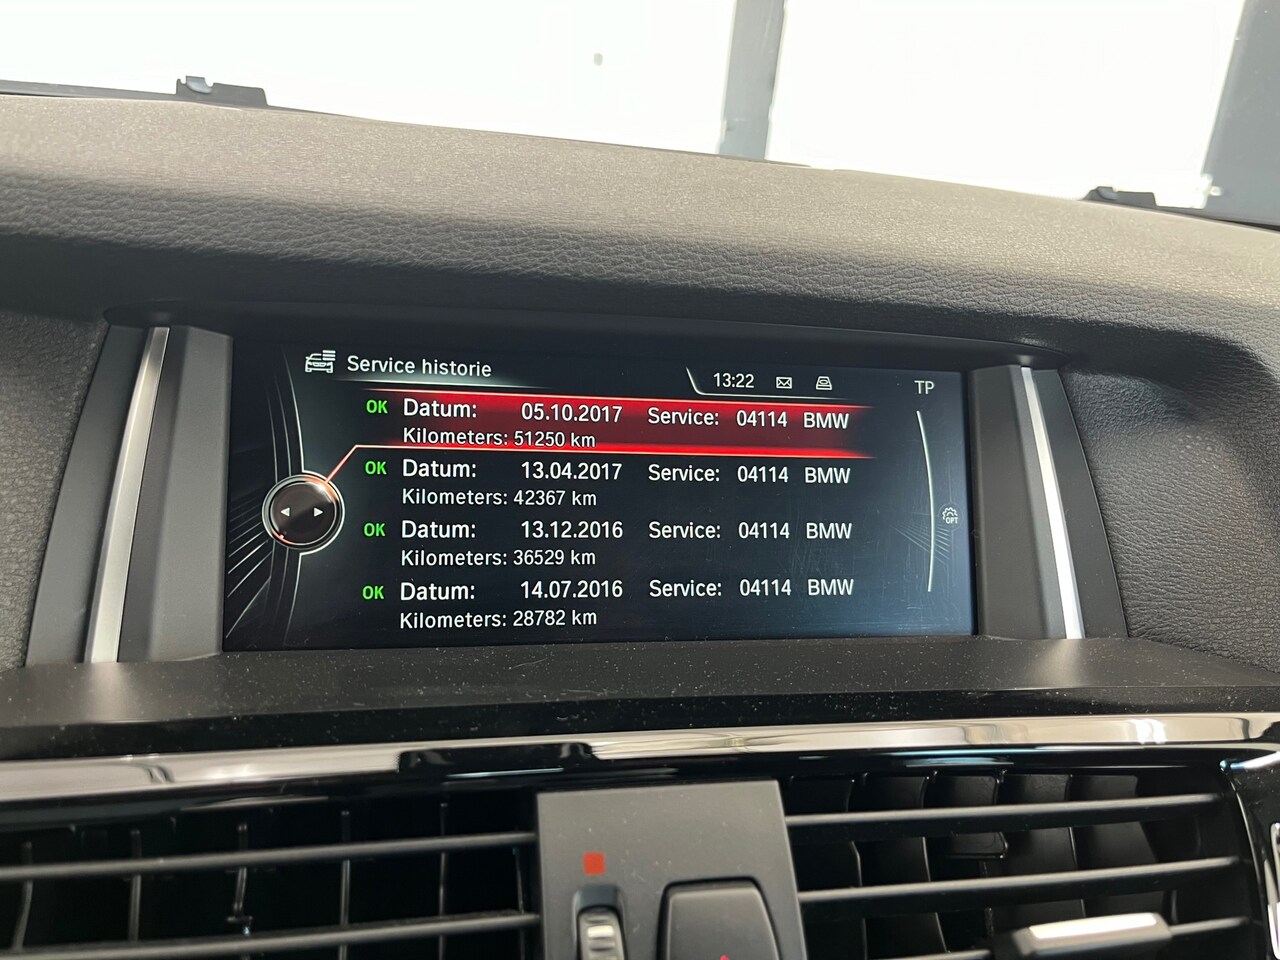 Service historie
13:22
TP
OK Datum: 05.10.2017 Service: 04114 BMW
Kilometers: 51250 km
OK Datum: 13.04.2017 Service: 04114 BMW
Kilometers: 42367 km
OK Datum: 13.12.2016 Service: 04114 BMW
Kilometers: 36529 km
OK Datum: 14.07.2016 Service: 04114 BMW
Kilometers: 28782 km
OPT